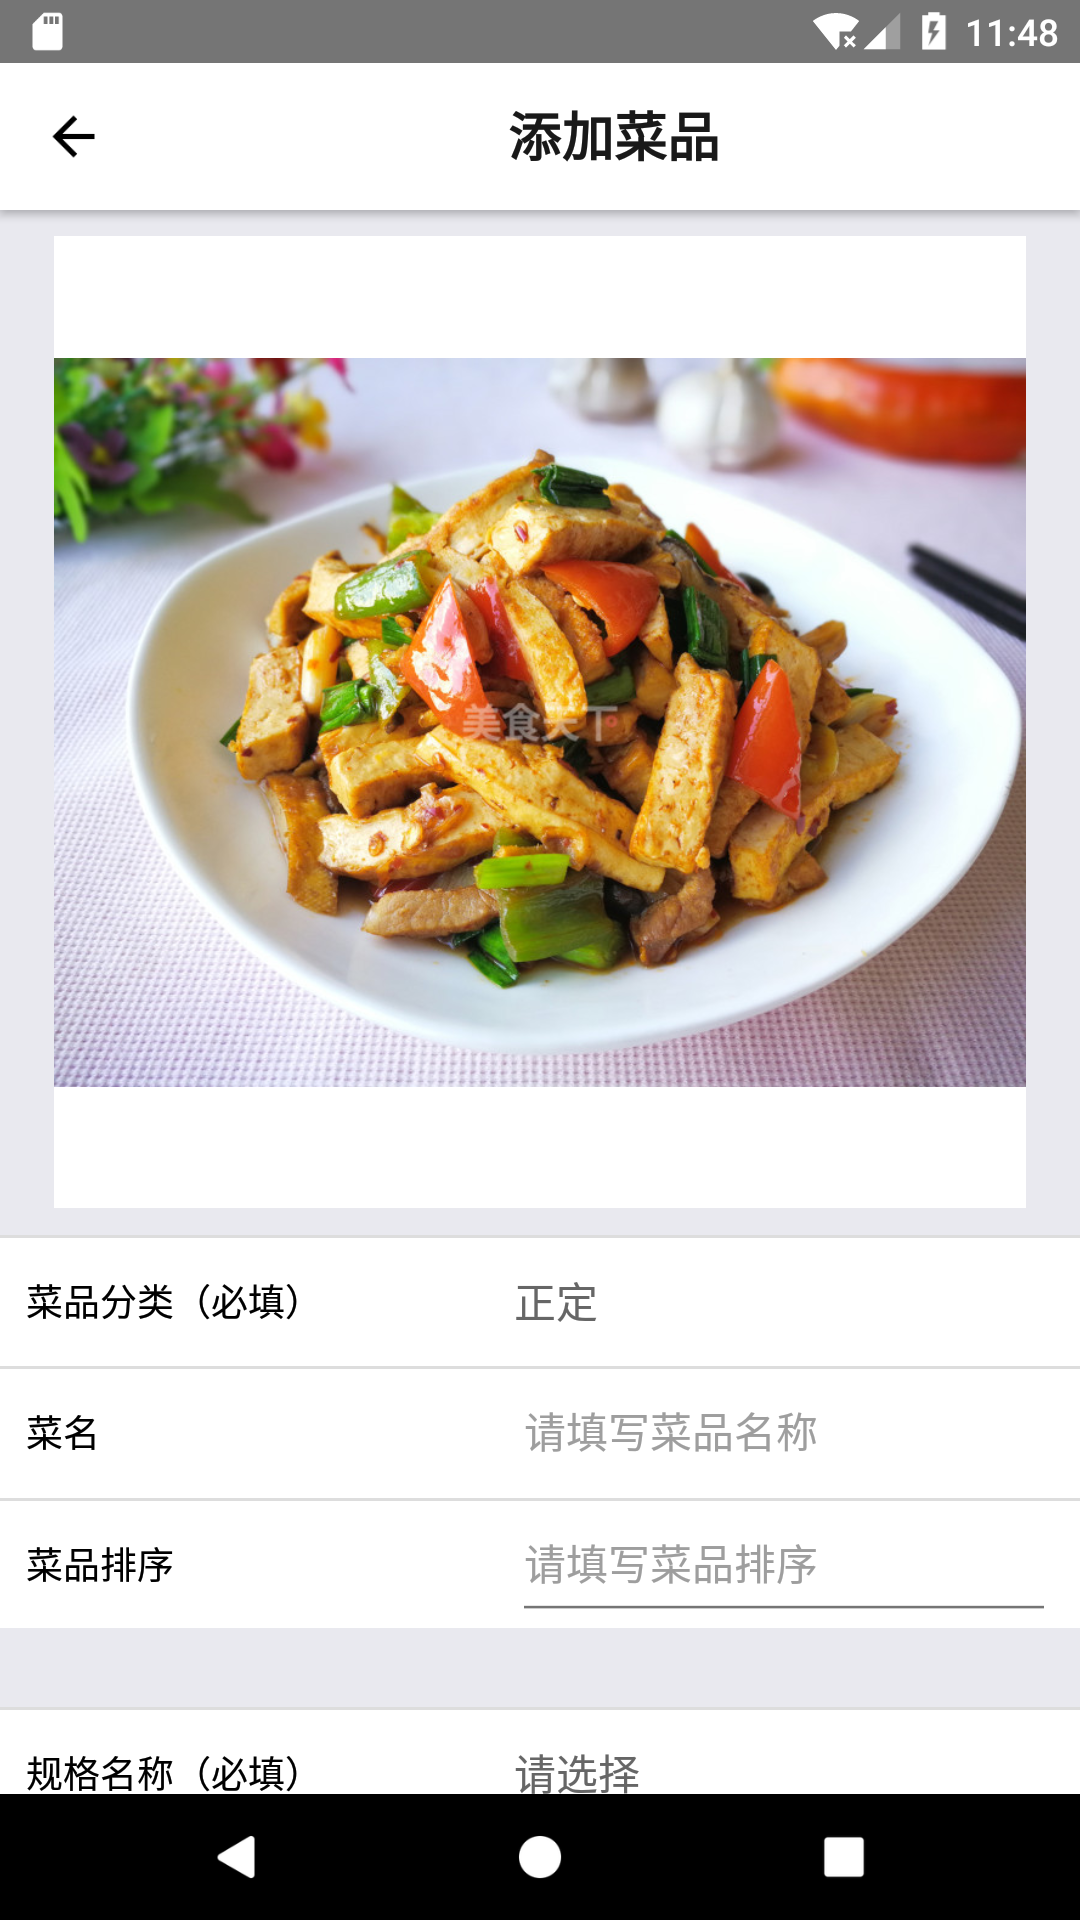 11:48
添加菜品
美食天下
菜品分类（必填）
正定
菜名
请填写菜品名称
菜品排序
请填写菜品排序
规格名称（必填）
请选择